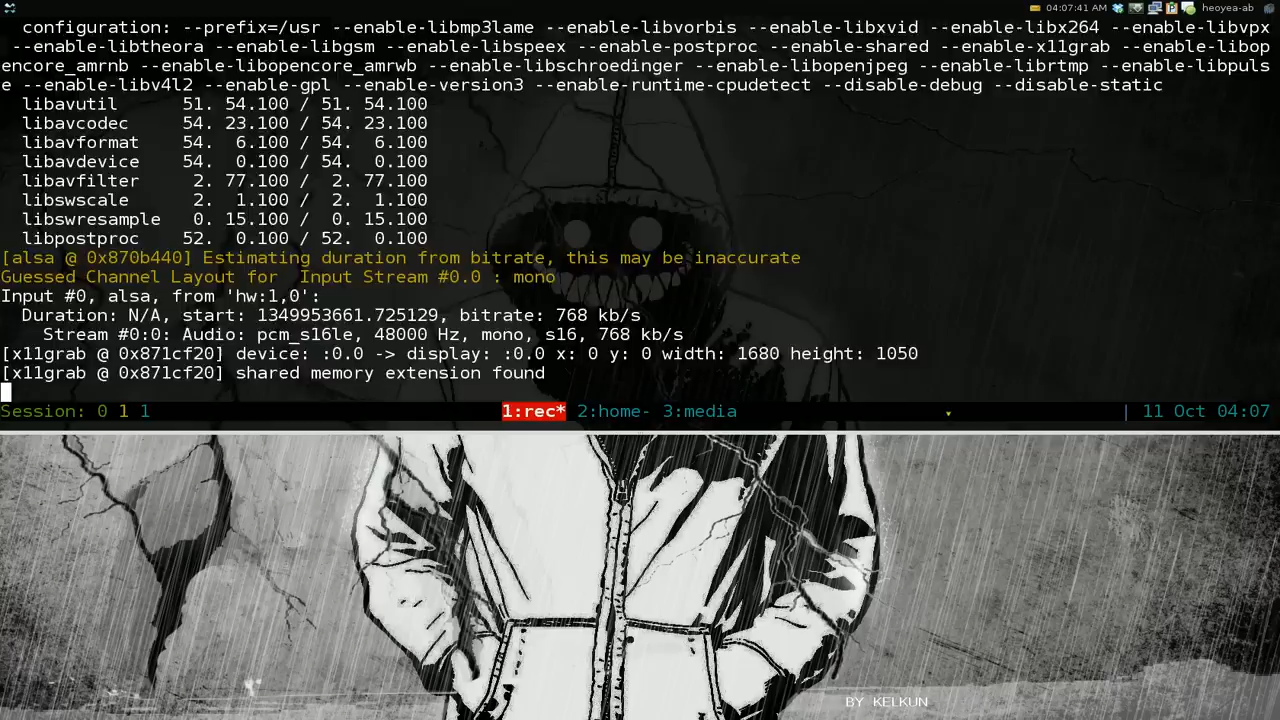 04:07:41 AM heoyea-ab
configuration: --prefix=/usr --enable-libmp3lame --enable-libvorbis --enable-libxvid --enable-libx264 --enable-libvpx
--enable-libtheora --enable-libgsm --enable-libspeex --enable-postproc --enable-shared --enable-x11grab --enable-libop
encore_amrnb --enable-libopencore_amrwb --enable-libschroedinger --enable-libopenjpeg --enable-librtmp --enable-libpuls
e --enable-libv4l2 --enable-gpl --enable-version3 --enable-runtime-cpudetect --disable-debug --disable-static
libavutil 51. 54.100 / 51. 54.100
libavcodec 54. 23.100 / 54. 23.100
libavformat 54. 6.100 / 54. 6.100
libavdevice 54. 0.100 / 54. 0.100
libavfilter 2. 77.100 / 2. 77.100
libswscale 2. 1.100 / 2. 1.100
libswresample 0. 15.100 / 0. 15.100
libpostproc 52. 0.100 / 52. 0.100
[alsa @ 0x870b440] Estimating duration from bitrate, this may be inaccurate
Guessed Channel Layout for  Input Stream #0.0 : mono
Input #0, alsa, from 'hw:1,0':
Duration: N/A, start: 1349953661.725129, bitrate: 768 kb/s
Stream #0:0: Audio: pcm_s16le, 48000 Hz, mono, s16, 768 kb/s
[x11grab @ 0x871cf20] device: :0.0 -> display: :0.0 x: 0 y: 0 width: 1680 height: 1050
[x11grab @ 0x871cf20] shared memory extension found
Session: 0 1 1 1:rec* 2:home- 3:media | 11 Oct 04:07
BY KELKUN